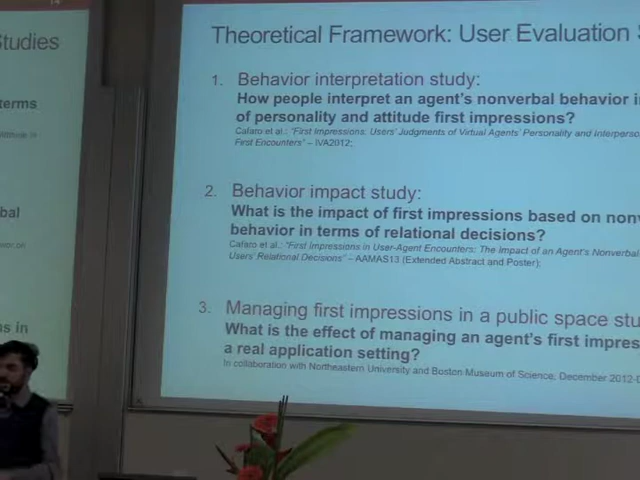 Studies
terms
bal
s in
Theoretical Framework: User Evaluation S
1. Behavior interpretation study:
How people interpret an agent's nonverbal behavior i
of personality and attitude first impressions?
Cafaro et al.: "First Impressions: Users' Judgments of Virtual Agents' Personality and Interperso
First Encounters" – IVA2012;
2. Behavior impact study:
What is the impact of first impressions based on nonv
behavior in terms of relational decisions?
Cafaro et al.: "First Impressions in User-Agent Encounters: The Impact of an Agent's Nonverbal
Users' Relational Decisions" – AAMAS13 (Extended Abstract and Poster);
3. Managing first impressions in a public space stu
What is the effect of managing an agent's first impres
a real application setting?
In collaboration with Northeastern University and Boston Museum of Science, December 2012-